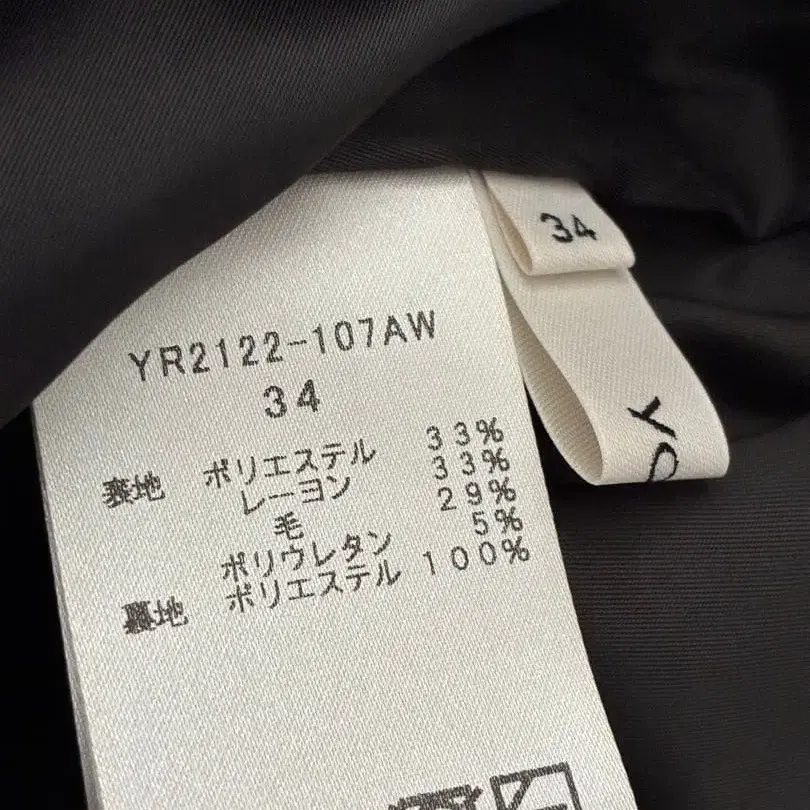 34
YS
YR2122-107AW
34
表地 ポリエステル 33%
レーヨン 33%
毛 29%
ポリウレタン 5%
裏地 ポリエステル 100%